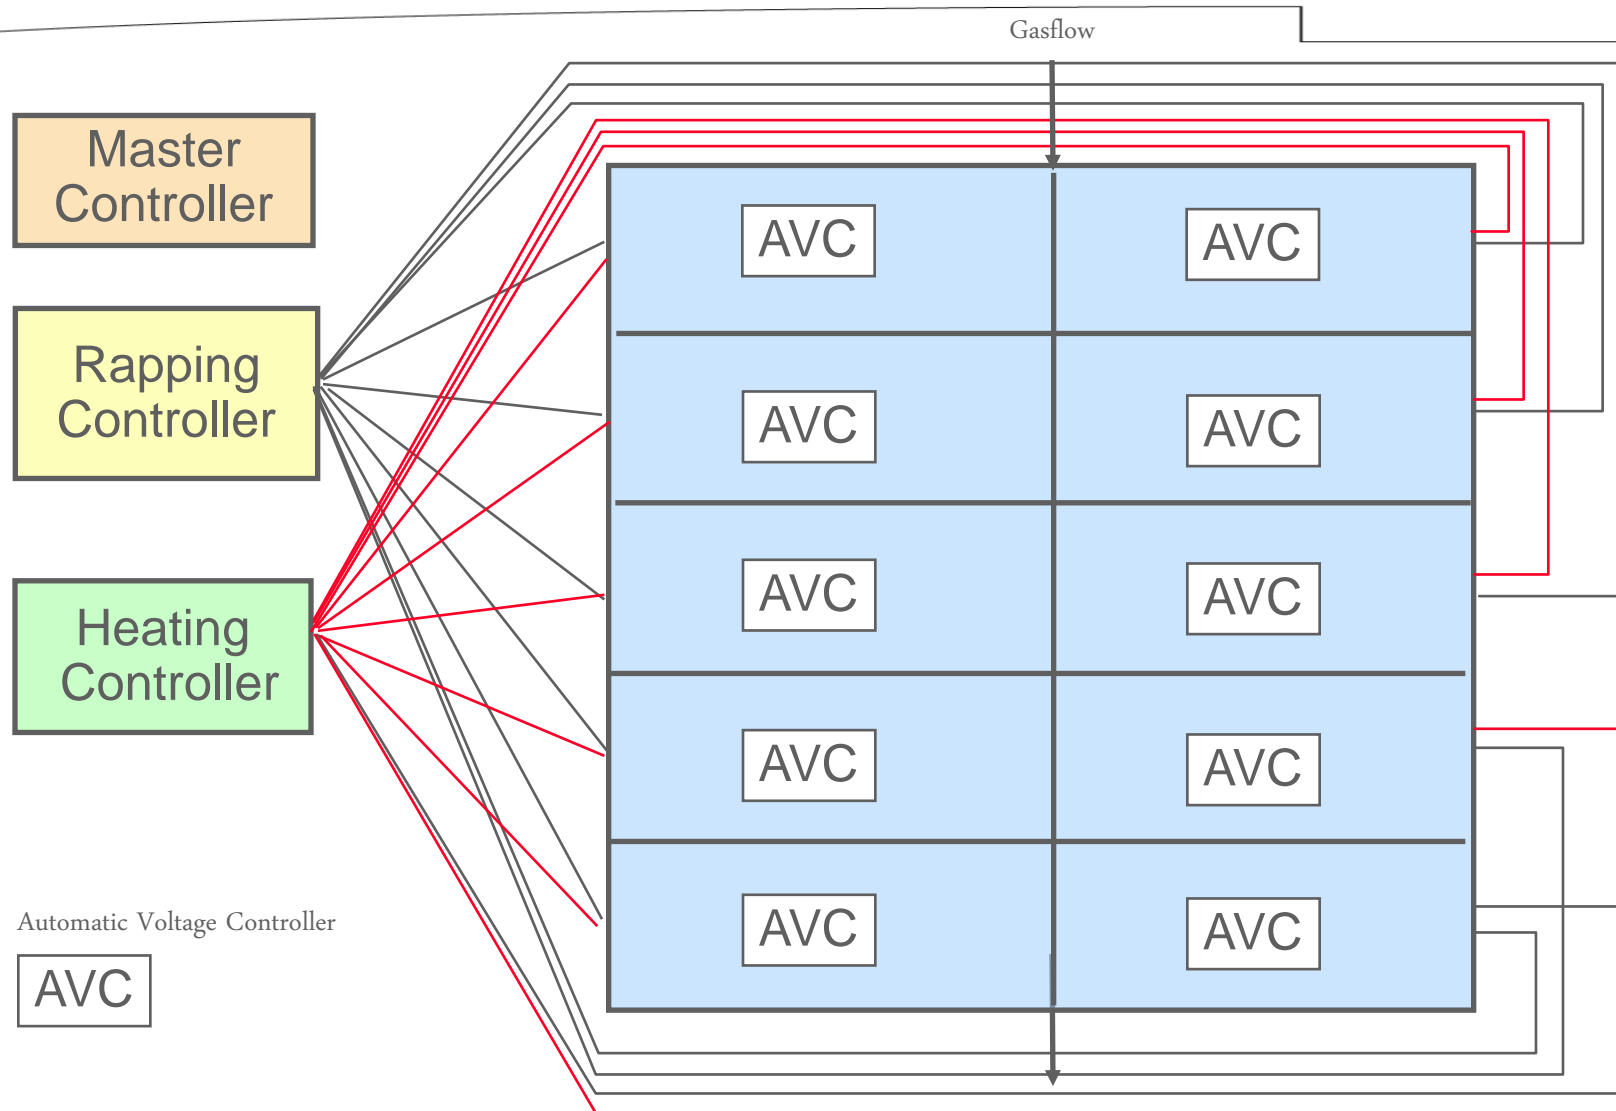 Gasflow
Master
Controller
AVC
AVC
Rapping
Controller
AVC
AVC
AVC
AVC
Heating
Controller
AVC
AVC
AVC
AVC
Automatic Voltage Controller
AVC